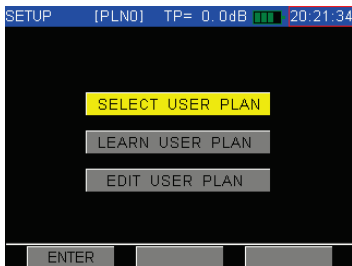 SETUP [PLN0] TP= 0.0dB 20:21:34
SELECT USER PLAN
LEARN USER PLAN
EDIT USER PLAN
ENTER